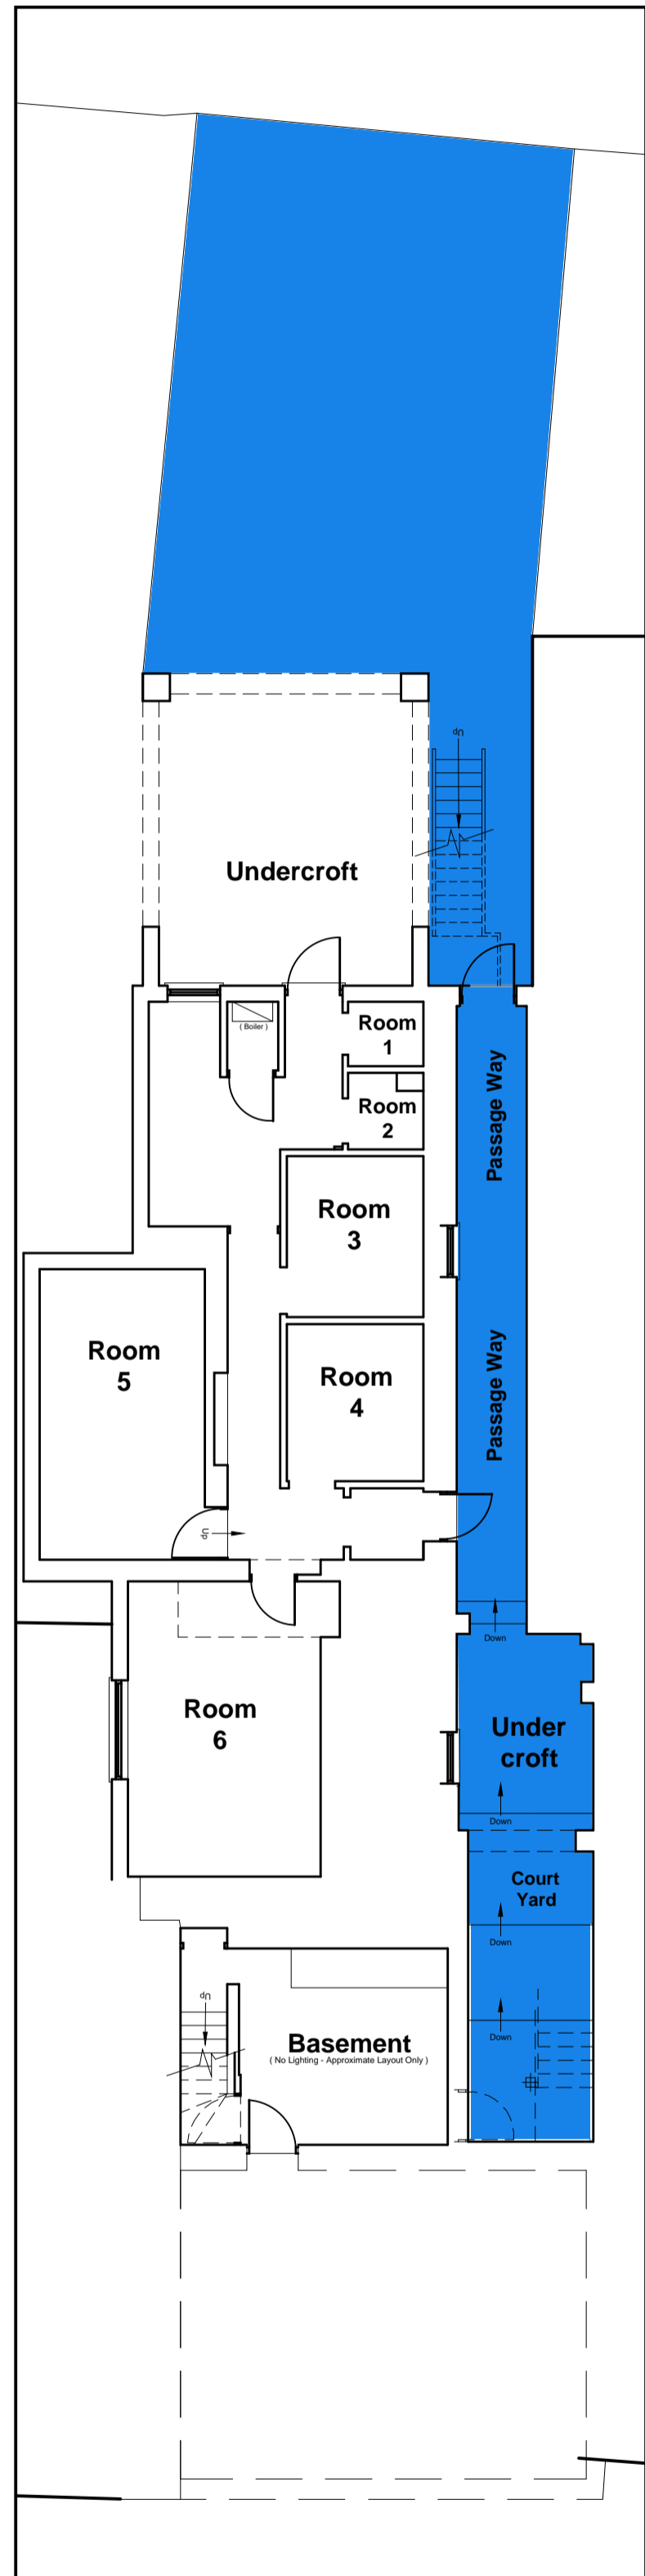 Up
Undercroft
( Boiler )
Room
1
Room
2
Passage Way
Room
3
Room
5
Room
4
Passage Way
Up
Down
Room
6
Under
croft
Down
Court
Yard
Down
Up
Down
Basement
( No Lighting - Approximate Layout Only )